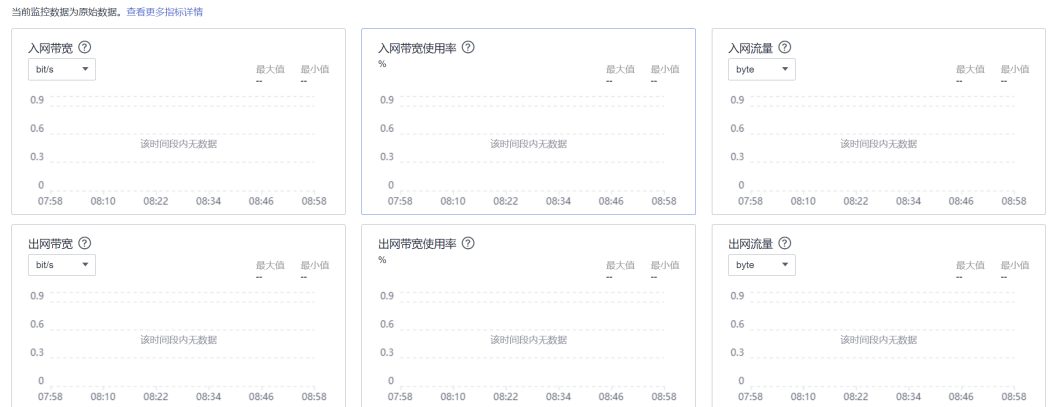 当前监控数据为原始数据。查看更多指标详情
入网带宽 ?
bit/s
最大值 最小值
-- --
0.9
0.6
该时间段内无数据
0.3
0
07:58 08:10 08:22 08:34 08:46 08:58
入网带宽使用率 ?
%
最大值 最小值
-- --
0.9
0.6
该时间段内无数据
0.3
0
07:58 08:10 08:22 08:34 08:46 08:58
入网流量 ?
byte
最大值 最小值
-- --
0.9
0.6
该时间段内无数据
0.3
0
07:58 08:10 08:22 08:34 08:46 08:58
出网带宽 ?
bit/s
最大值 最小值
-- --
0.9
0.6
该时间段内无数据
0.3
0
07:58 08:10 08:22 08:34 08:46 08:58
出网带宽使用率 ?
%
最大值 最小值
-- --
0.9
0.6
该时间段内无数据
0.3
0
07:58 08:10 08:22 08:34 08:46 08:58
出网流量 ?
byte
最大值 最小值
-- --
0.9
0.6
该时间段内无数据
0.3
0
07:58 08:10 08:22 08:34 08:46 08:58